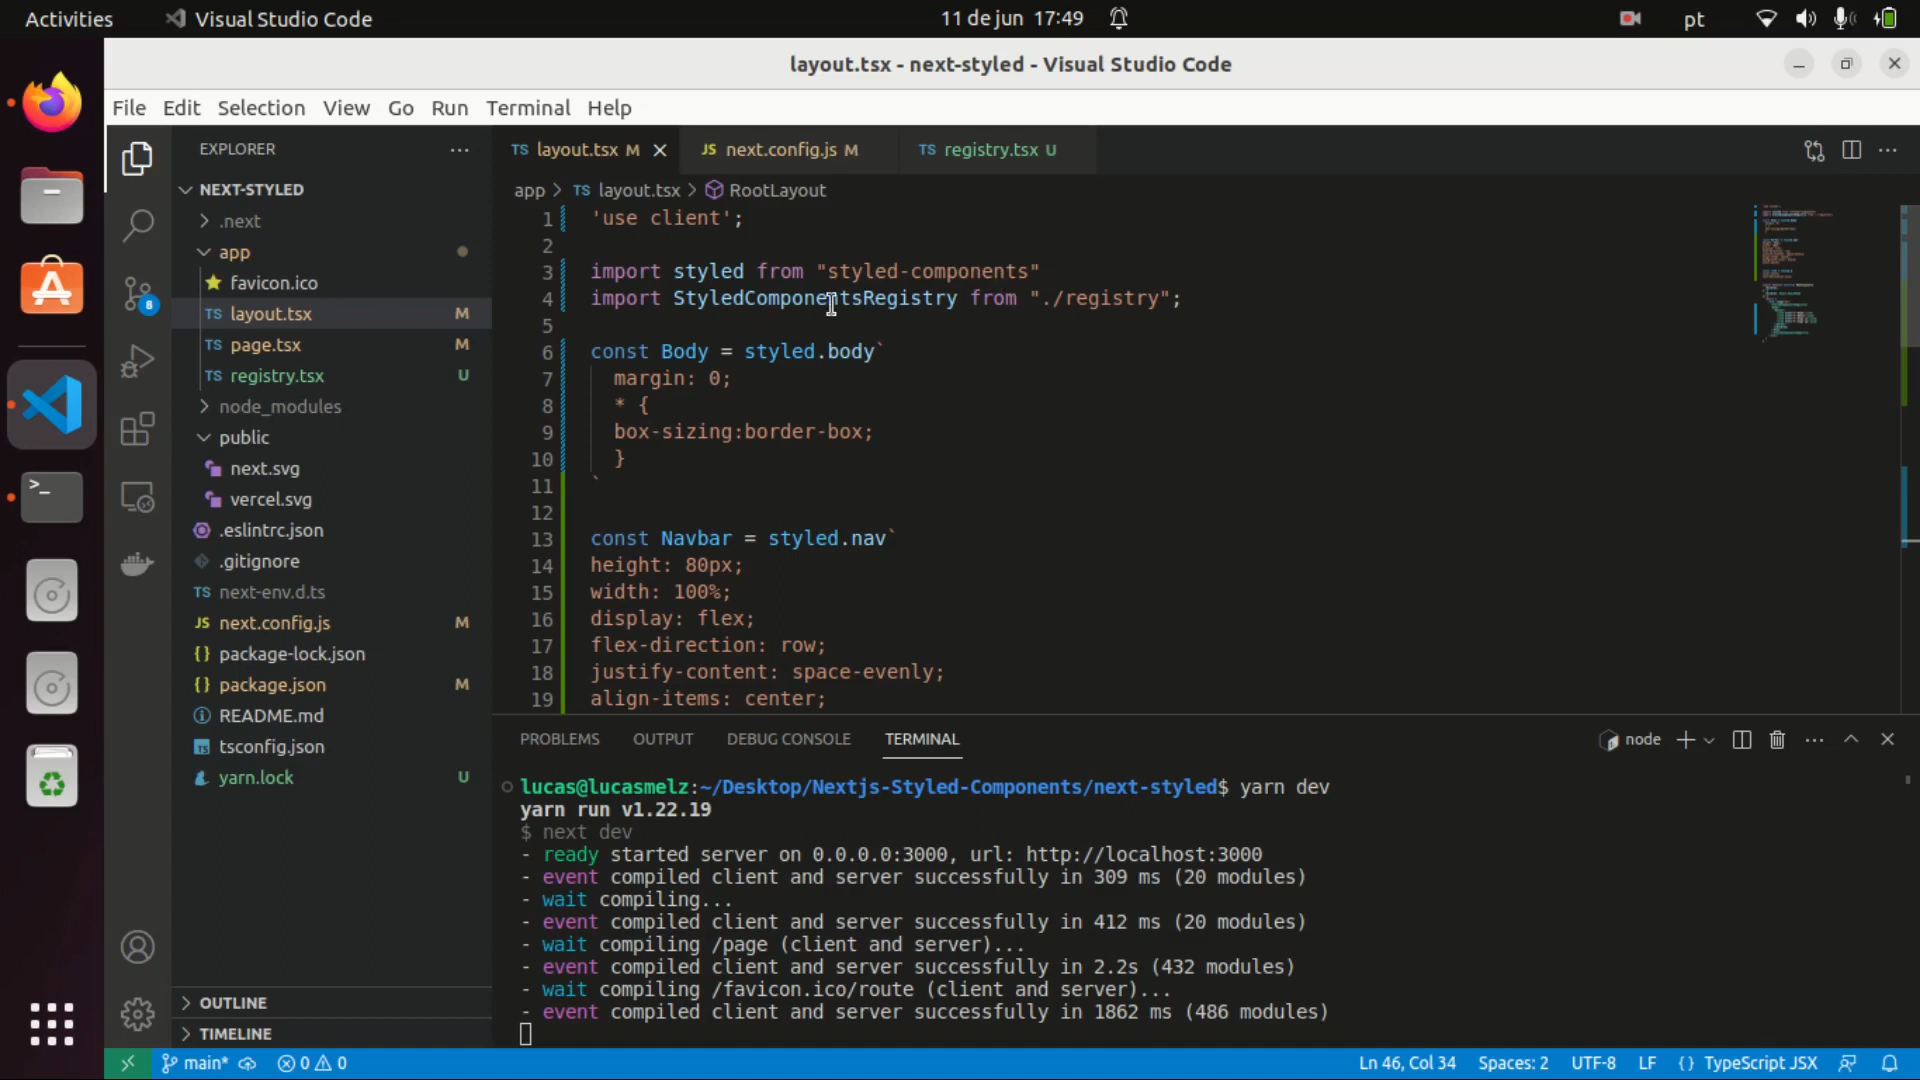 Activities
Visual Studio Code
11 de jun 17:49
pt
layout.tsx - next-styled - Visual Studio Code
File Edit Selection View Go Run Terminal Help
EXPLORER
NEXT-STYLED
.next
app
favicon.ico
TS layout.tsx M
TS page.tsx M
TS registry.tsx U
node_modules
public
next.svg
vercel.svg
.eslintrc.json
.gitignore
TS next-env.d.ts
JS next.config.js M
{} package-lock.json
{} package.json M
README.md
TS tsconfig.json
yarn.lock U
OUTLINE
TIMELINE
8
TS layout.tsx M
JS next.config.js M
TS registry.tsx U
app > TS layout.tsx > RootLayout
1 'use client';
2
3 import styled from "styled-components"
4 import StyledComponentsRegistry from "./registry";
5
6 const Body = styled.body`
7 margin: 0;
8 * {
9 box-sizing:border-box;
10 }
11 `
12
13 const Navbar = styled.nav`
14 height: 80px;
15 width: 100%;
16 display: flex;
17 flex-direction: row;
18 justify-content: space-evenly;
19 align-items: center;
PROBLEMS OUTPUT DEBUG CONSOLE TERMINAL
node
lucas@lucasmelz:~/Desktop/Nextjs-Styled-Components/next-styled$ yarn dev
yarn run v1.22.19
$ next dev
- ready started server on 0.0.0.0:3000, url: http://localhost:3000
- event compiled client and server successfully in 309 ms (20 modules)
- wait compiling...
- event compiled client and server successfully in 412 ms (20 modules)
- wait compiling /page (client and server)...
- event compiled client and server successfully in 2.2s (432 modules)
- wait compiling /favicon.ico/route (client and server)...
- event compiled client and server successfully in 1862 ms (486 modules)
main* 0 0
Ln 46, Col 34 Spaces: 2 UTF-8 LF {} TypeScript JSX